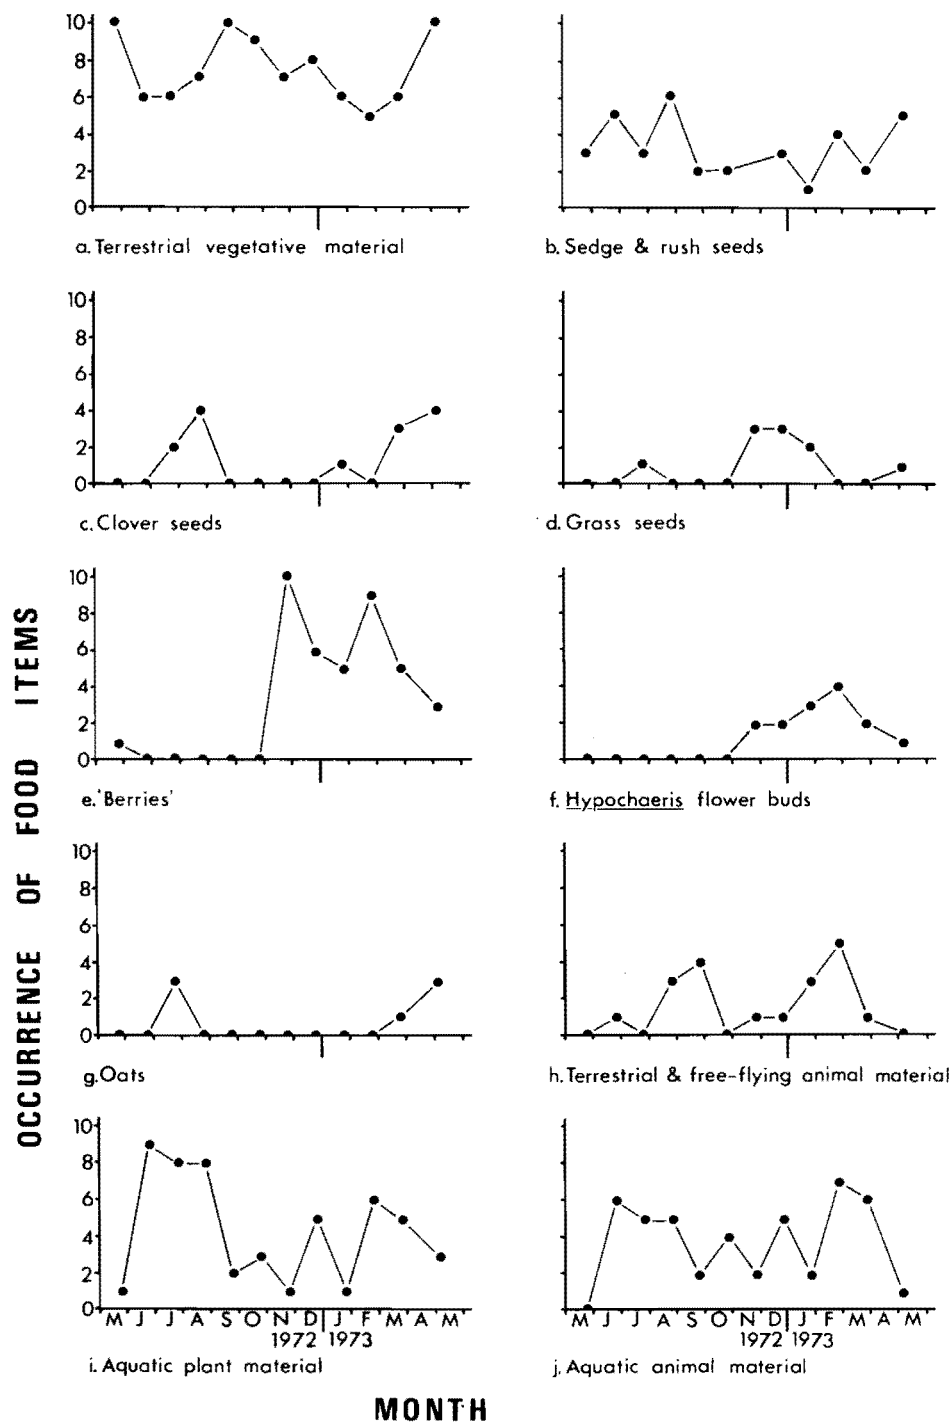 10
8
6
4
2
0
a. Terrestrial vegetative material
b. Sedge & rush seeds
10
8
6
4
2
0
c. Clover seeds
d. Grass seeds
10
8
6
4
2
0
e. 'Berries'
f. Hypochaeris flower buds
10
8
6
4
2
0
g. Oats
h. Terrestrial & free-flying animal material
10
8
6
4
2
0
M J J A S O N D J F M A M
1972 1973
M J J A S O N D J F M A M
1972 1973
i. Aquatic plant material
j. Aquatic animal material
OCCURRENCE OF FOOD ITEMS
MONTH